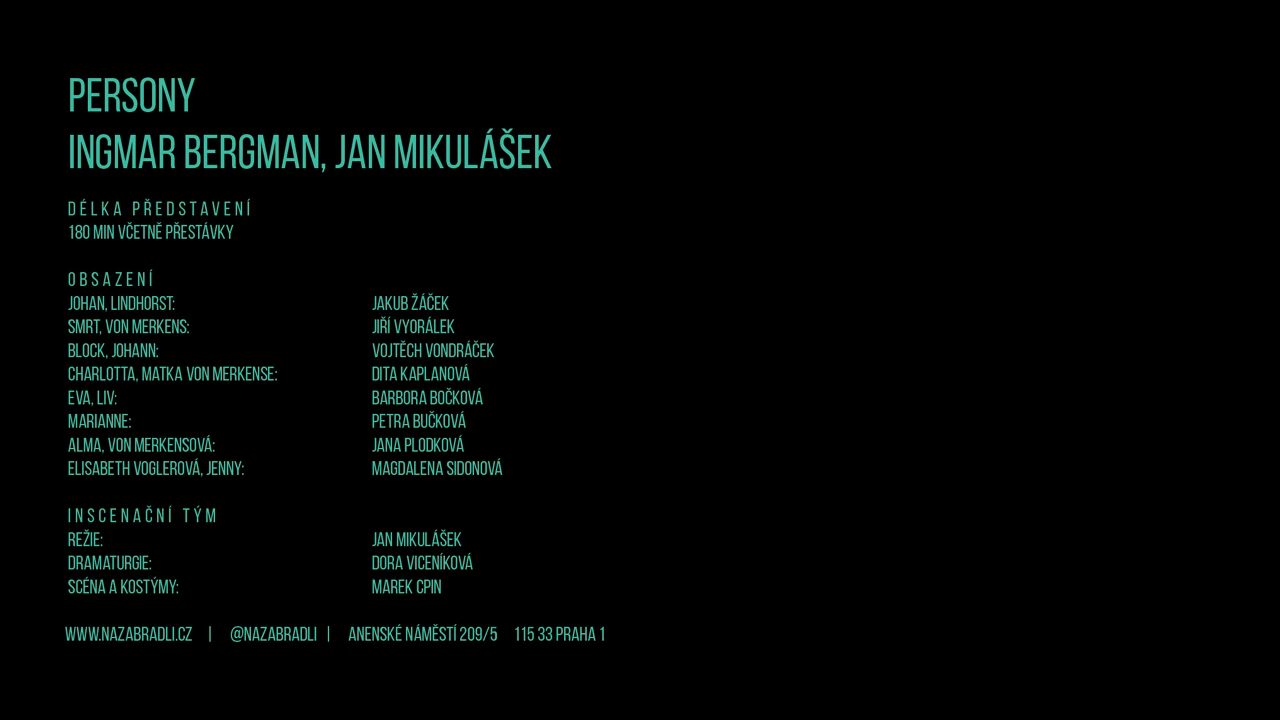 PERSONY
INGMAR BERGMAN, JAN MIKULÁŠEK
DÉLKA PŘEDSTAVENÍ
180 MIN VČETNĚ PŘESTÁVKY
OBSAZENÍ
JOHAN, LINDHORST: JAKUB ŽÁČEK
SMRT, VON MERKENS: JIŘÍ VYORÁLEK
BLOCK, JOHANN: VOJTĚCH VONDRÁČEK
CHARLOTTA, MATKA VON MERKENSE: DITA KAPLANOVÁ
EVA, LIV: BARBORA BOČKOVÁ
MARIANNE: PETRA BUČKOVÁ
ALMA, VON MERKENSOVÁ: JANA PLODKOVÁ
ELISABETH VOGLEROVÁ, JENNY: MAGDALENA SIDONOVÁ
INSCENAČNÍ TÝM
REŽIE: JAN MIKULÁŠEK
DRAMATURGIE: DORA VICENÍKOVÁ
SCÉNA A KOSTÝMY: MAREK CPIN
WWW.NAZABRADLI.CZ | @NAZABRADLI | ANENSKÉ NÁMĚSTÍ 209/5 115 33 PRAHA 1